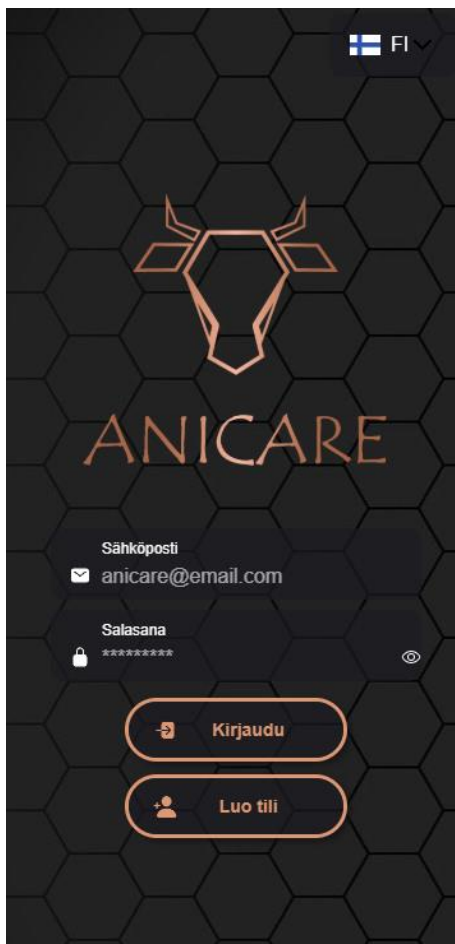 FI
ANICARE
Sähköposti
anicare@email.com
Salasana
*********
Kirjaudu
Luo tili